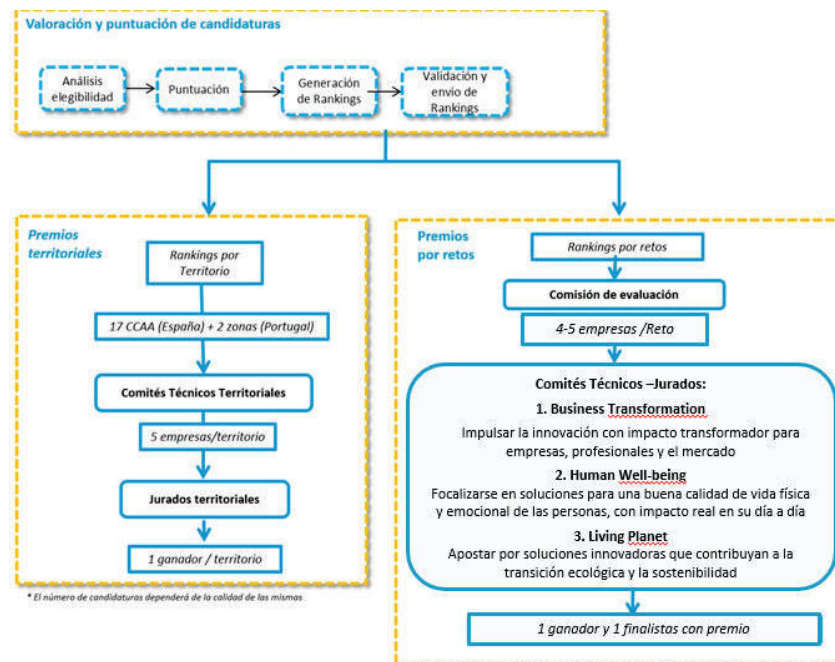 Valoración y puntuación de candidaturas
Análisis
elegibilidad
Puntuación
Generación
de Rankings
Validación y
envio de
Rankings
Premios
territoriales
Rankings por
Territorio
17 CCAA (España) + 2 zonas (Portugal)
Comités Técnicos Territoriales
5 empresas/territorio
Jurados territoriales
1 ganador / territorio
* El número de candidaturas dependerá de la calidad de las mismas
Premios
por retos
Rankings por retos
Comisión de evaluación
4-5 empresas /Reto
Comités Técnicos –Jurados:
1. Business Transformation
Impulsar la innovación con impacto transformador para
empresas, profesionales y el mercado
2. Human Well-being
Focalizarse en soluciones para una buena calidad de vida física
y emocional de las personas, con impacto real en su día a día
3. Living Planet
Apostar por soluciones innovadoras que contribuyan a la
transición ecológica y la sostenibilidad
1 ganador y 1 finalistas con premio